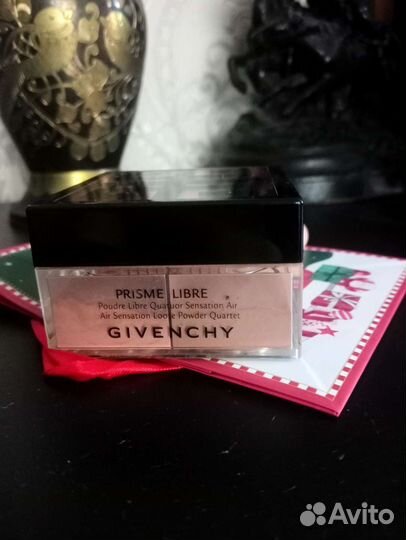 PRISME LIBRE
Poudre Libre Quatuor Sensation Air
Air Sensation Loose Powder Quartet
GIVENCHY
Avito